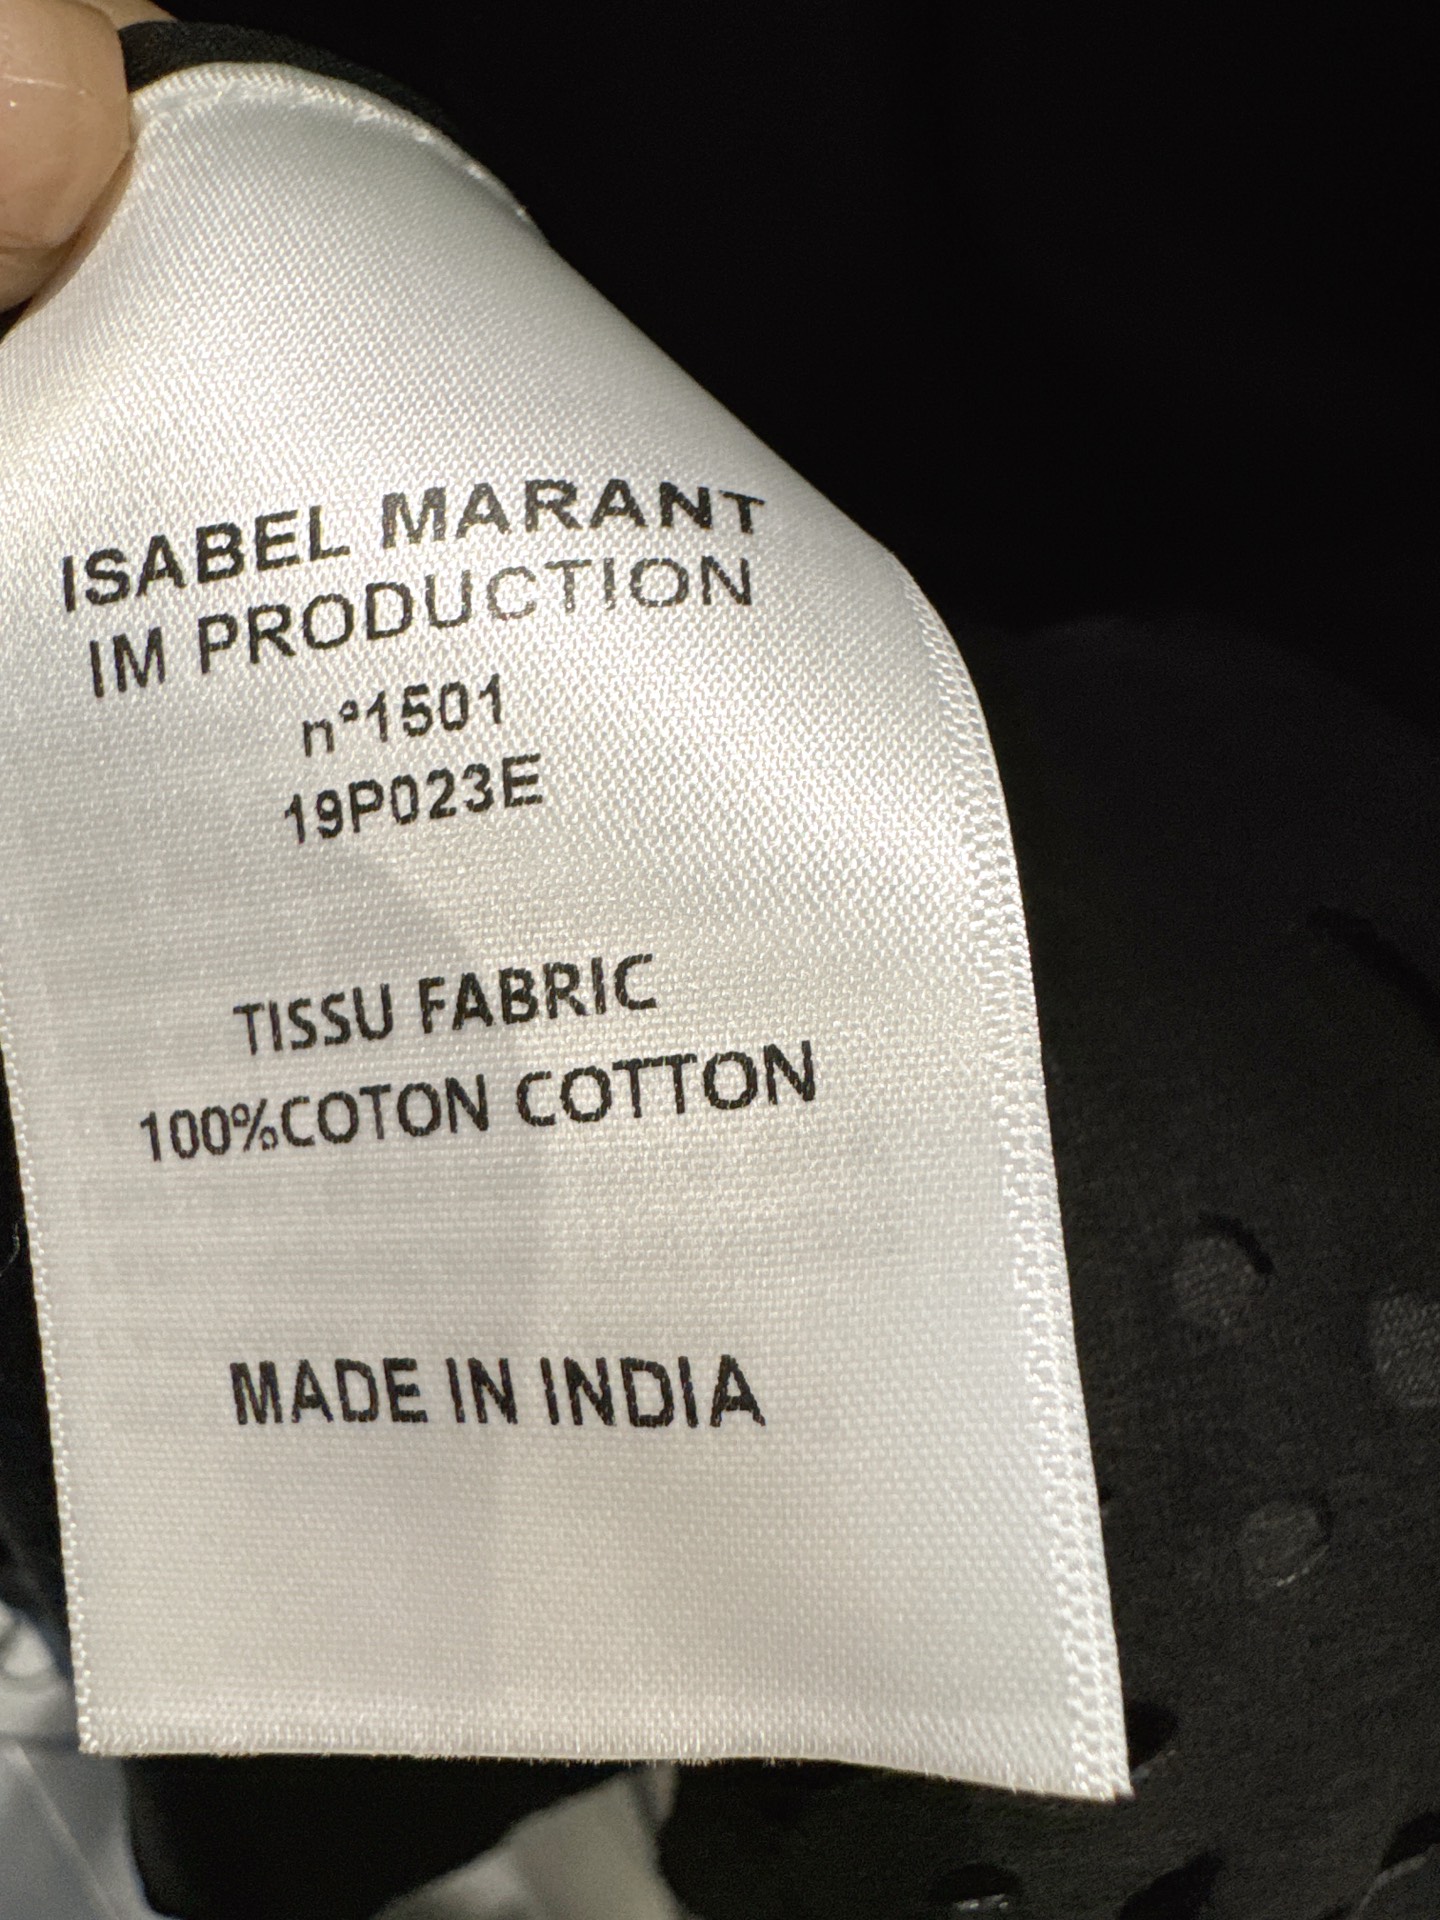 ISABEL MARANT
IM PRODUCTION
n°1501
19P023E
TISSU FABRIC
100%COTON COTTON
MADE IN INDIA